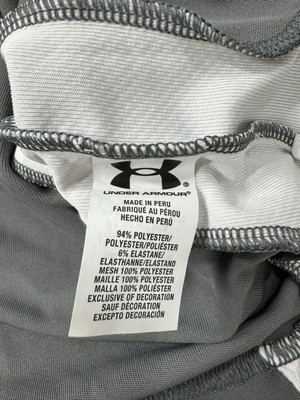 UNDER ARMOUR®
MADE IN PERU
FABRIQUÉ AU PÉROU
HECHO EN PERÚ
94% POLYESTER/
POLYESTER/POLIÉSTER
6% ELASTANE/
ELASTHANNE/ELASTANO
MESH 100% POLYESTER
MAILLE 100% POLYESTER
MALLA 100% POLIÉSTER
EXCLUSIVE OF DECORATION
SAUF DÉCORATION
EXCEPTO DECORACIÓN